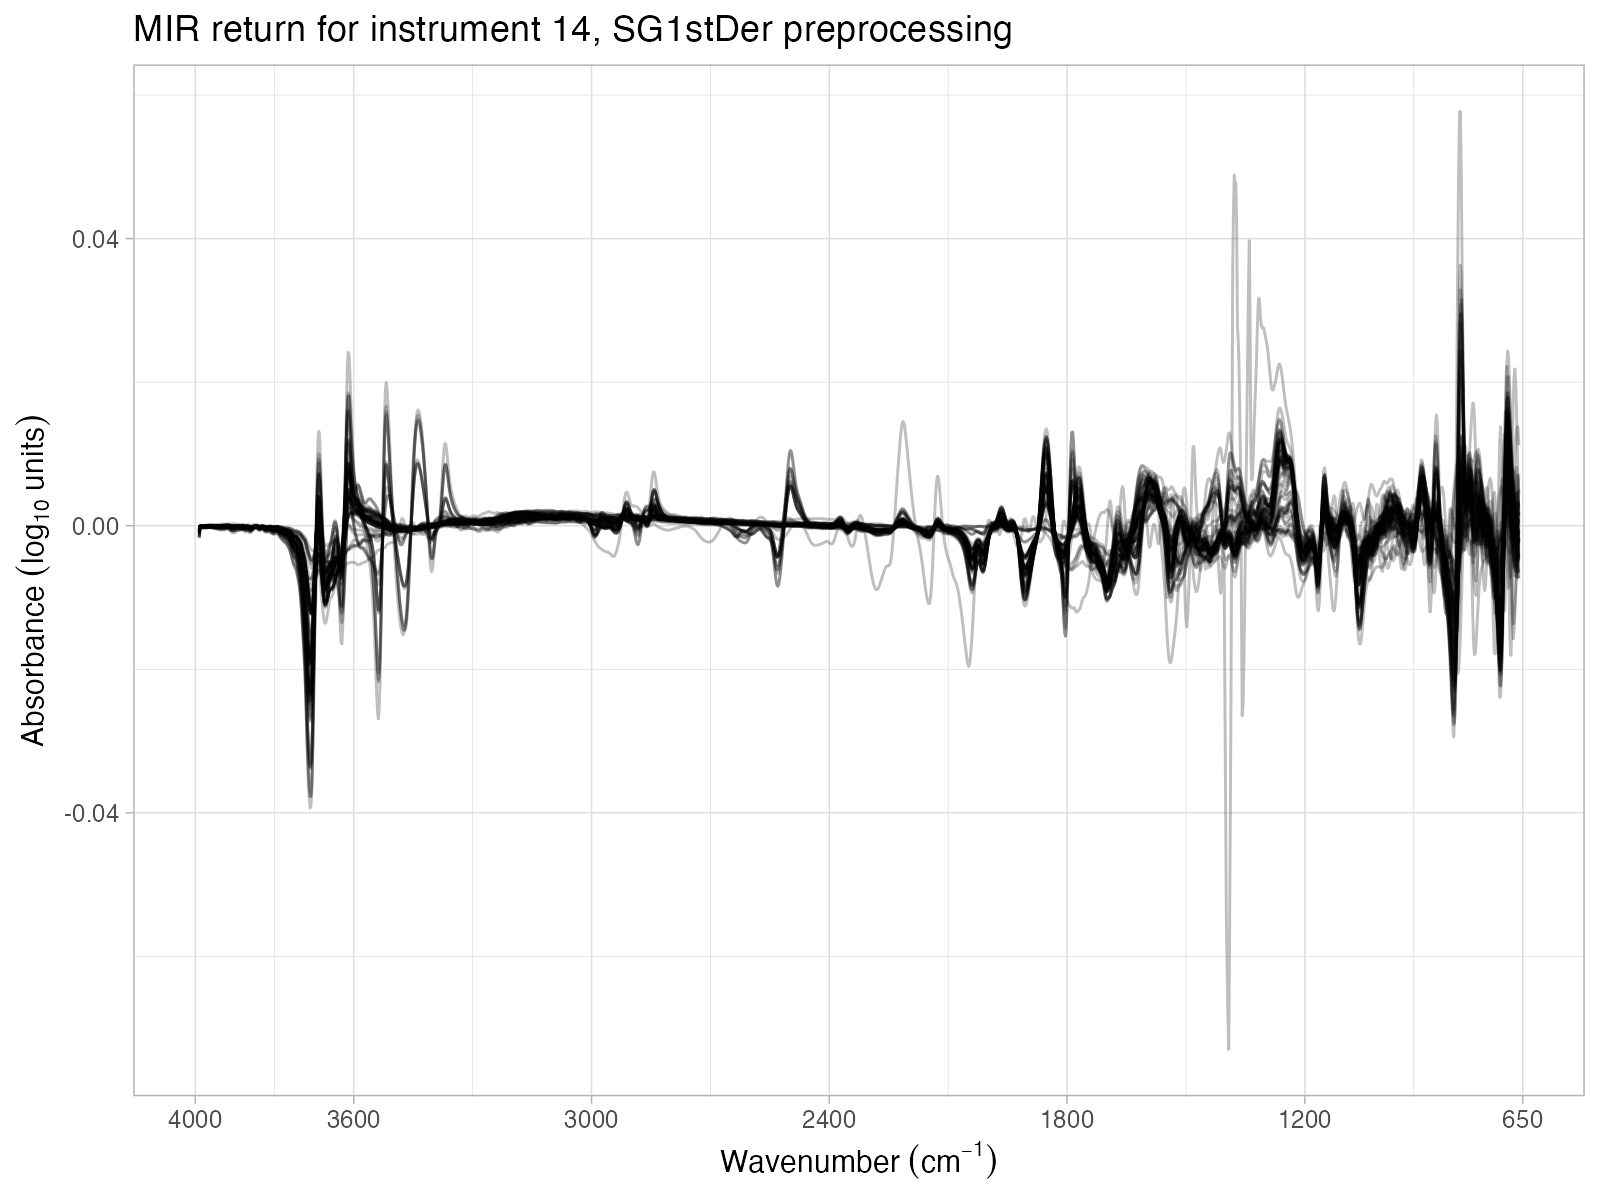 MIR return for instrument 14, SG1stDer preprocessing
Absorbance (log₁₀ units)
0.04
0.00
-0.04
4000 3600 3000 2400 1800 1200 650
Wavenumber (cm⁻¹)